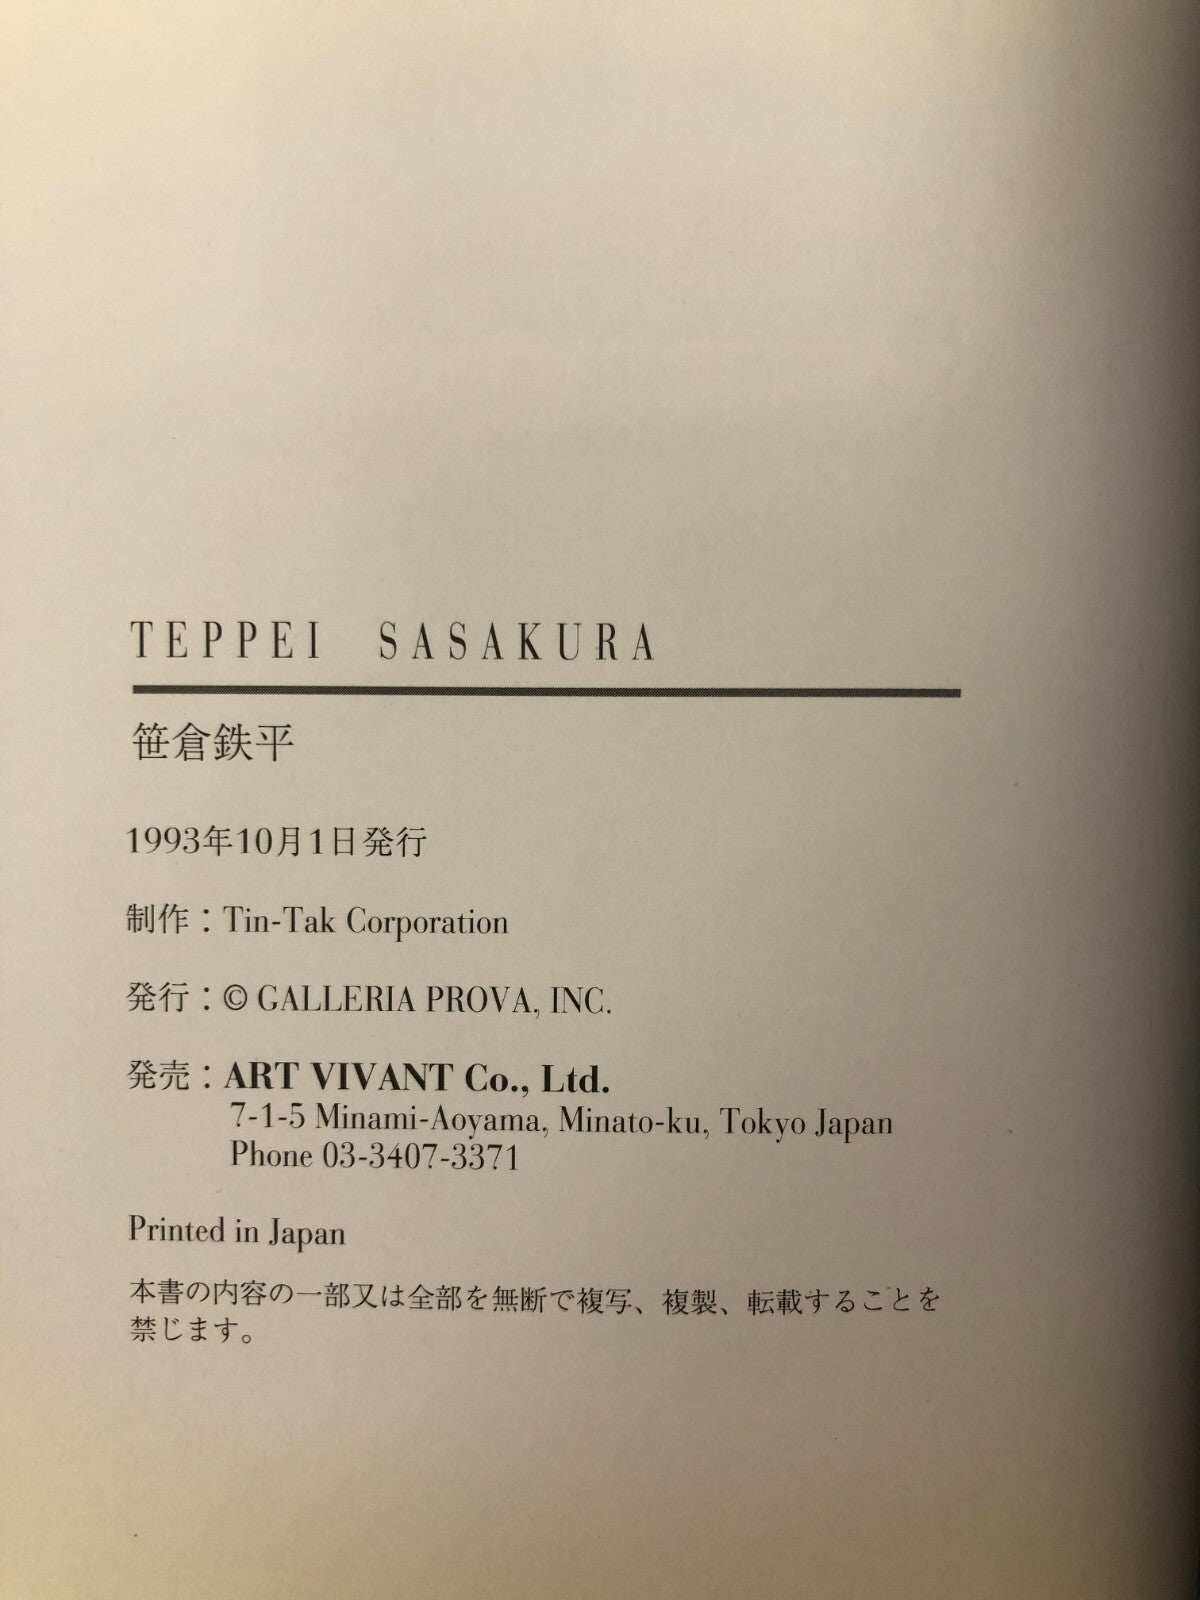 TEPPEI SASAKURA
笹倉鉄平
1993年10月1日発行
制作：Tin-Tak Corporation
発行：© GALLERIA PROVA, INC.
発売：ART VIVANT Co., Ltd.
7-1-5 Minami-Aoyama, Minato-ku, Tokyo Japan
Phone 03-3407-3371
Printed in Japan
本書の内容の一部又は全部を無断で複写、複製、転載することを
禁じます。